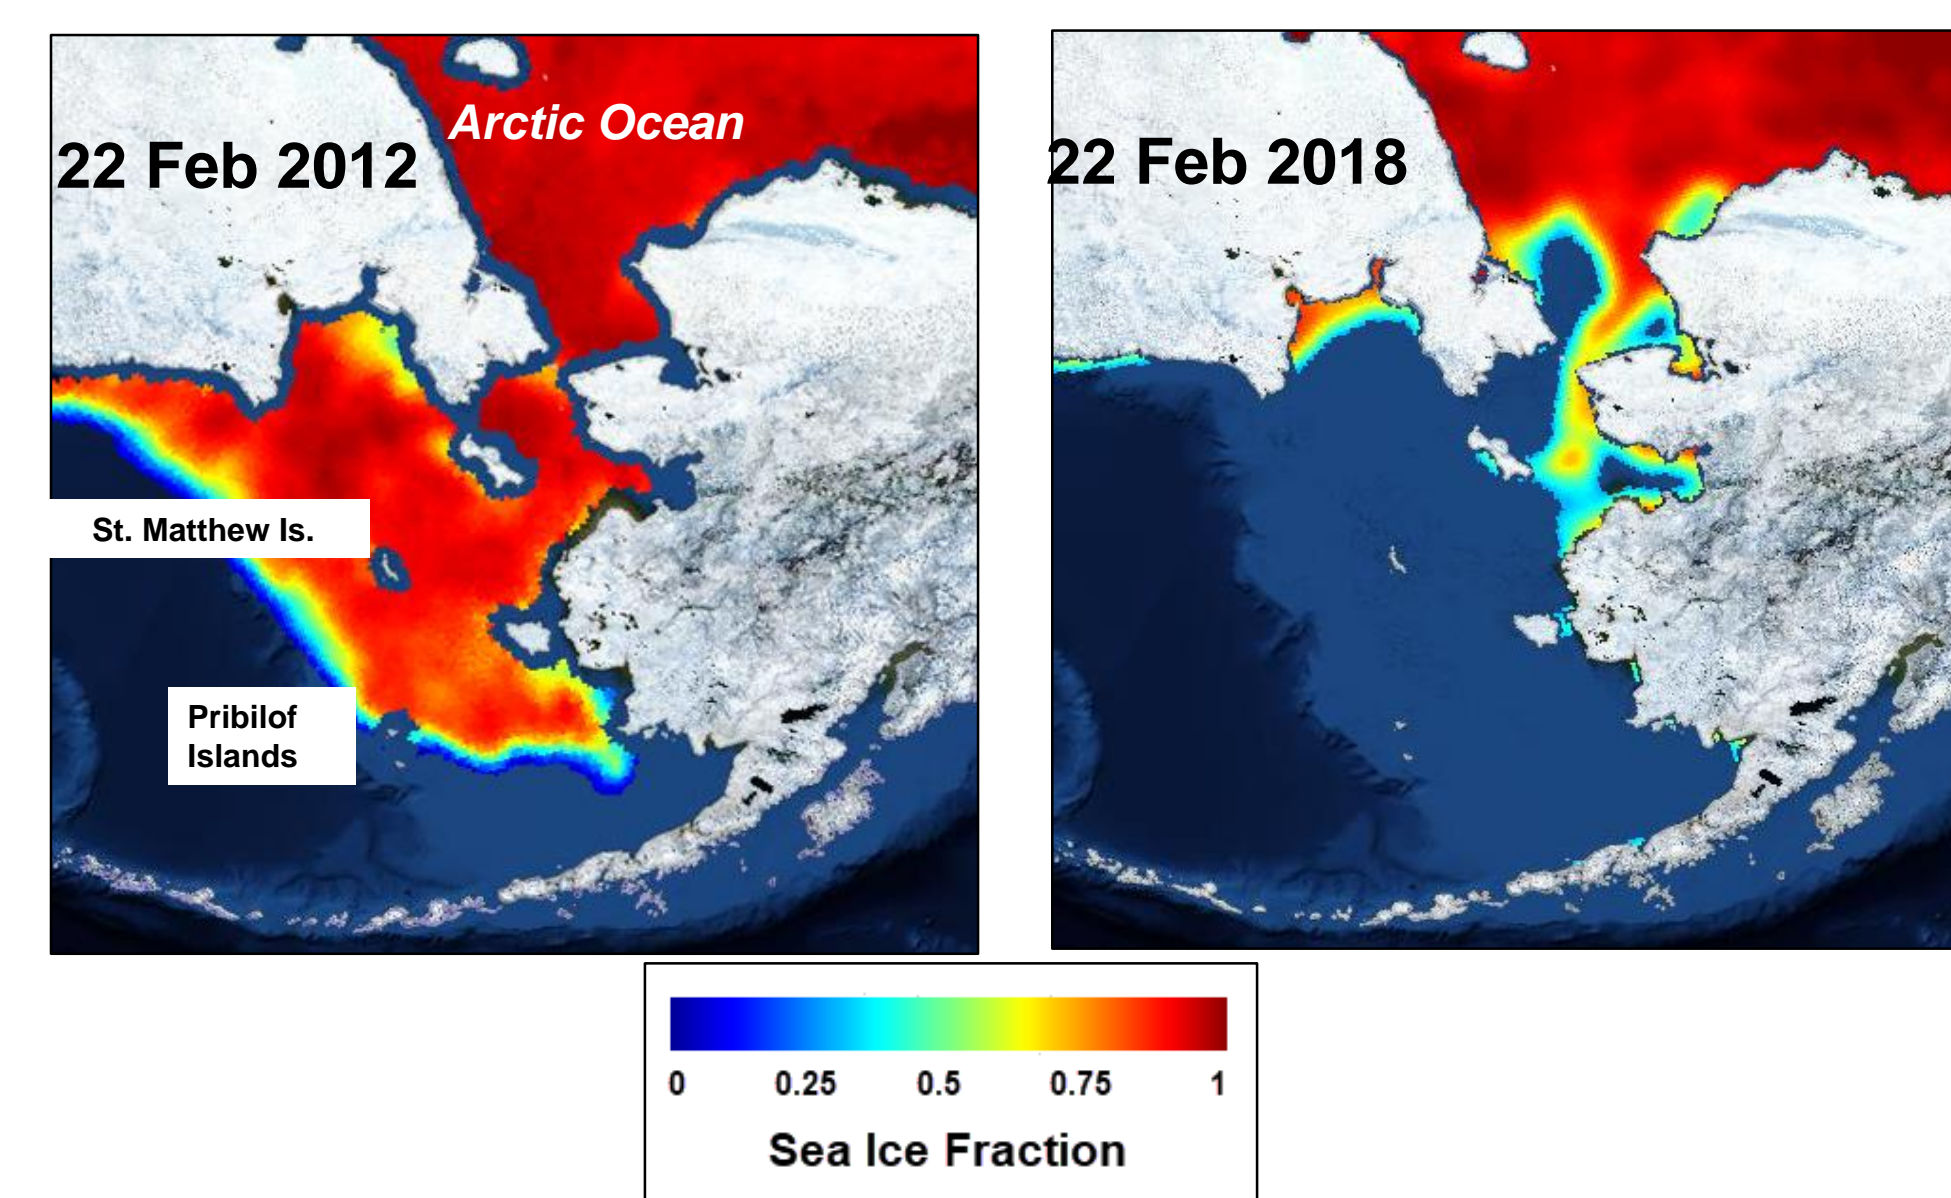 Arctic Ocean
22 Feb 2012
22 Feb 2018
St. Matthew Is.
Pribilof
Islands
0 0.25 0.5 0.75 1
Sea Ice Fraction